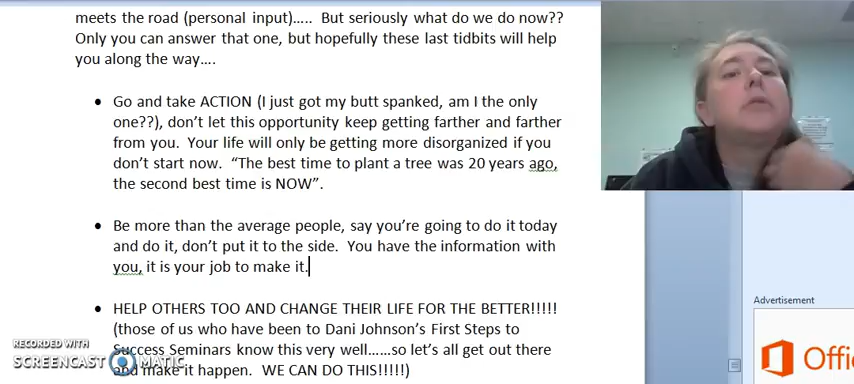 meets the road (personal input)..... But seriously what do we do now??
Only you can answer that one, but hopefully these last tidbits will help
you along the way....
• Go and take ACTION (I just got my butt spanked, am I the only
one??), don't let this opportunity keep getting farther and farther
from you. Your life will only be getting more disorganized if you
don't start now. "The best time to plant a tree was 20 years ago,
the second best time is NOW".
• Be more than the average people, say you're going to do it today
and do it, don't put it to the side. You have the information with
you, it is your job to make it.
• HELP OTHERS TOO AND CHANGE THEIR LIFE FOR THE BETTER!!!!!
(those of us who have been to Dani Johnson's First Steps to
Success Seminars know this very well......so let's all get out there
and make it happen. WE CAN DO THIS!!!!!)
Advertisement
Offi
RECORDED WITH
SCREENCAST MATIC